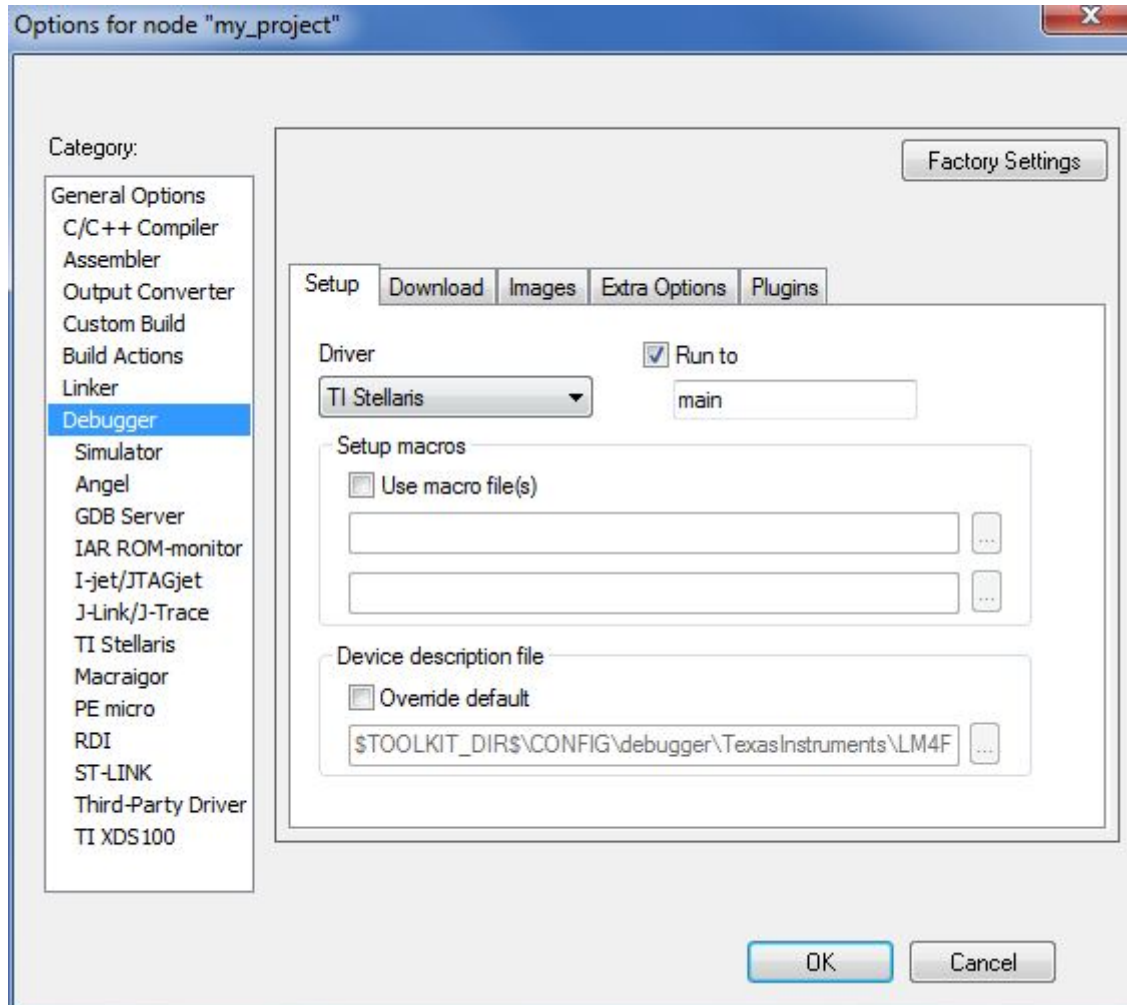 Options for node "my_project"
x
Category:
General Options
C/C++ Compiler
Assembler
Output Converter
Custom Build
Build Actions
Linker
Debugger
Simulator
Angel
GDB Server
IAR ROM-monitor
I-jet/JTAGjet
J-Link/J-Trace
TI Stellaris
Macraigor
PE micro
RDI
ST-LINK
Third-Party Driver
TI XDS100
Factory Settings
Setup Download Images Extra Options Plugins
Driver
TI Stellaris
Run to
main
Setup macros
Use macro file(s)
...
...
Device description file
Override default
$TOOLKIT_DIR$\CONFIG\debugger\TexasInstruments\LM4F ...
OK Cancel